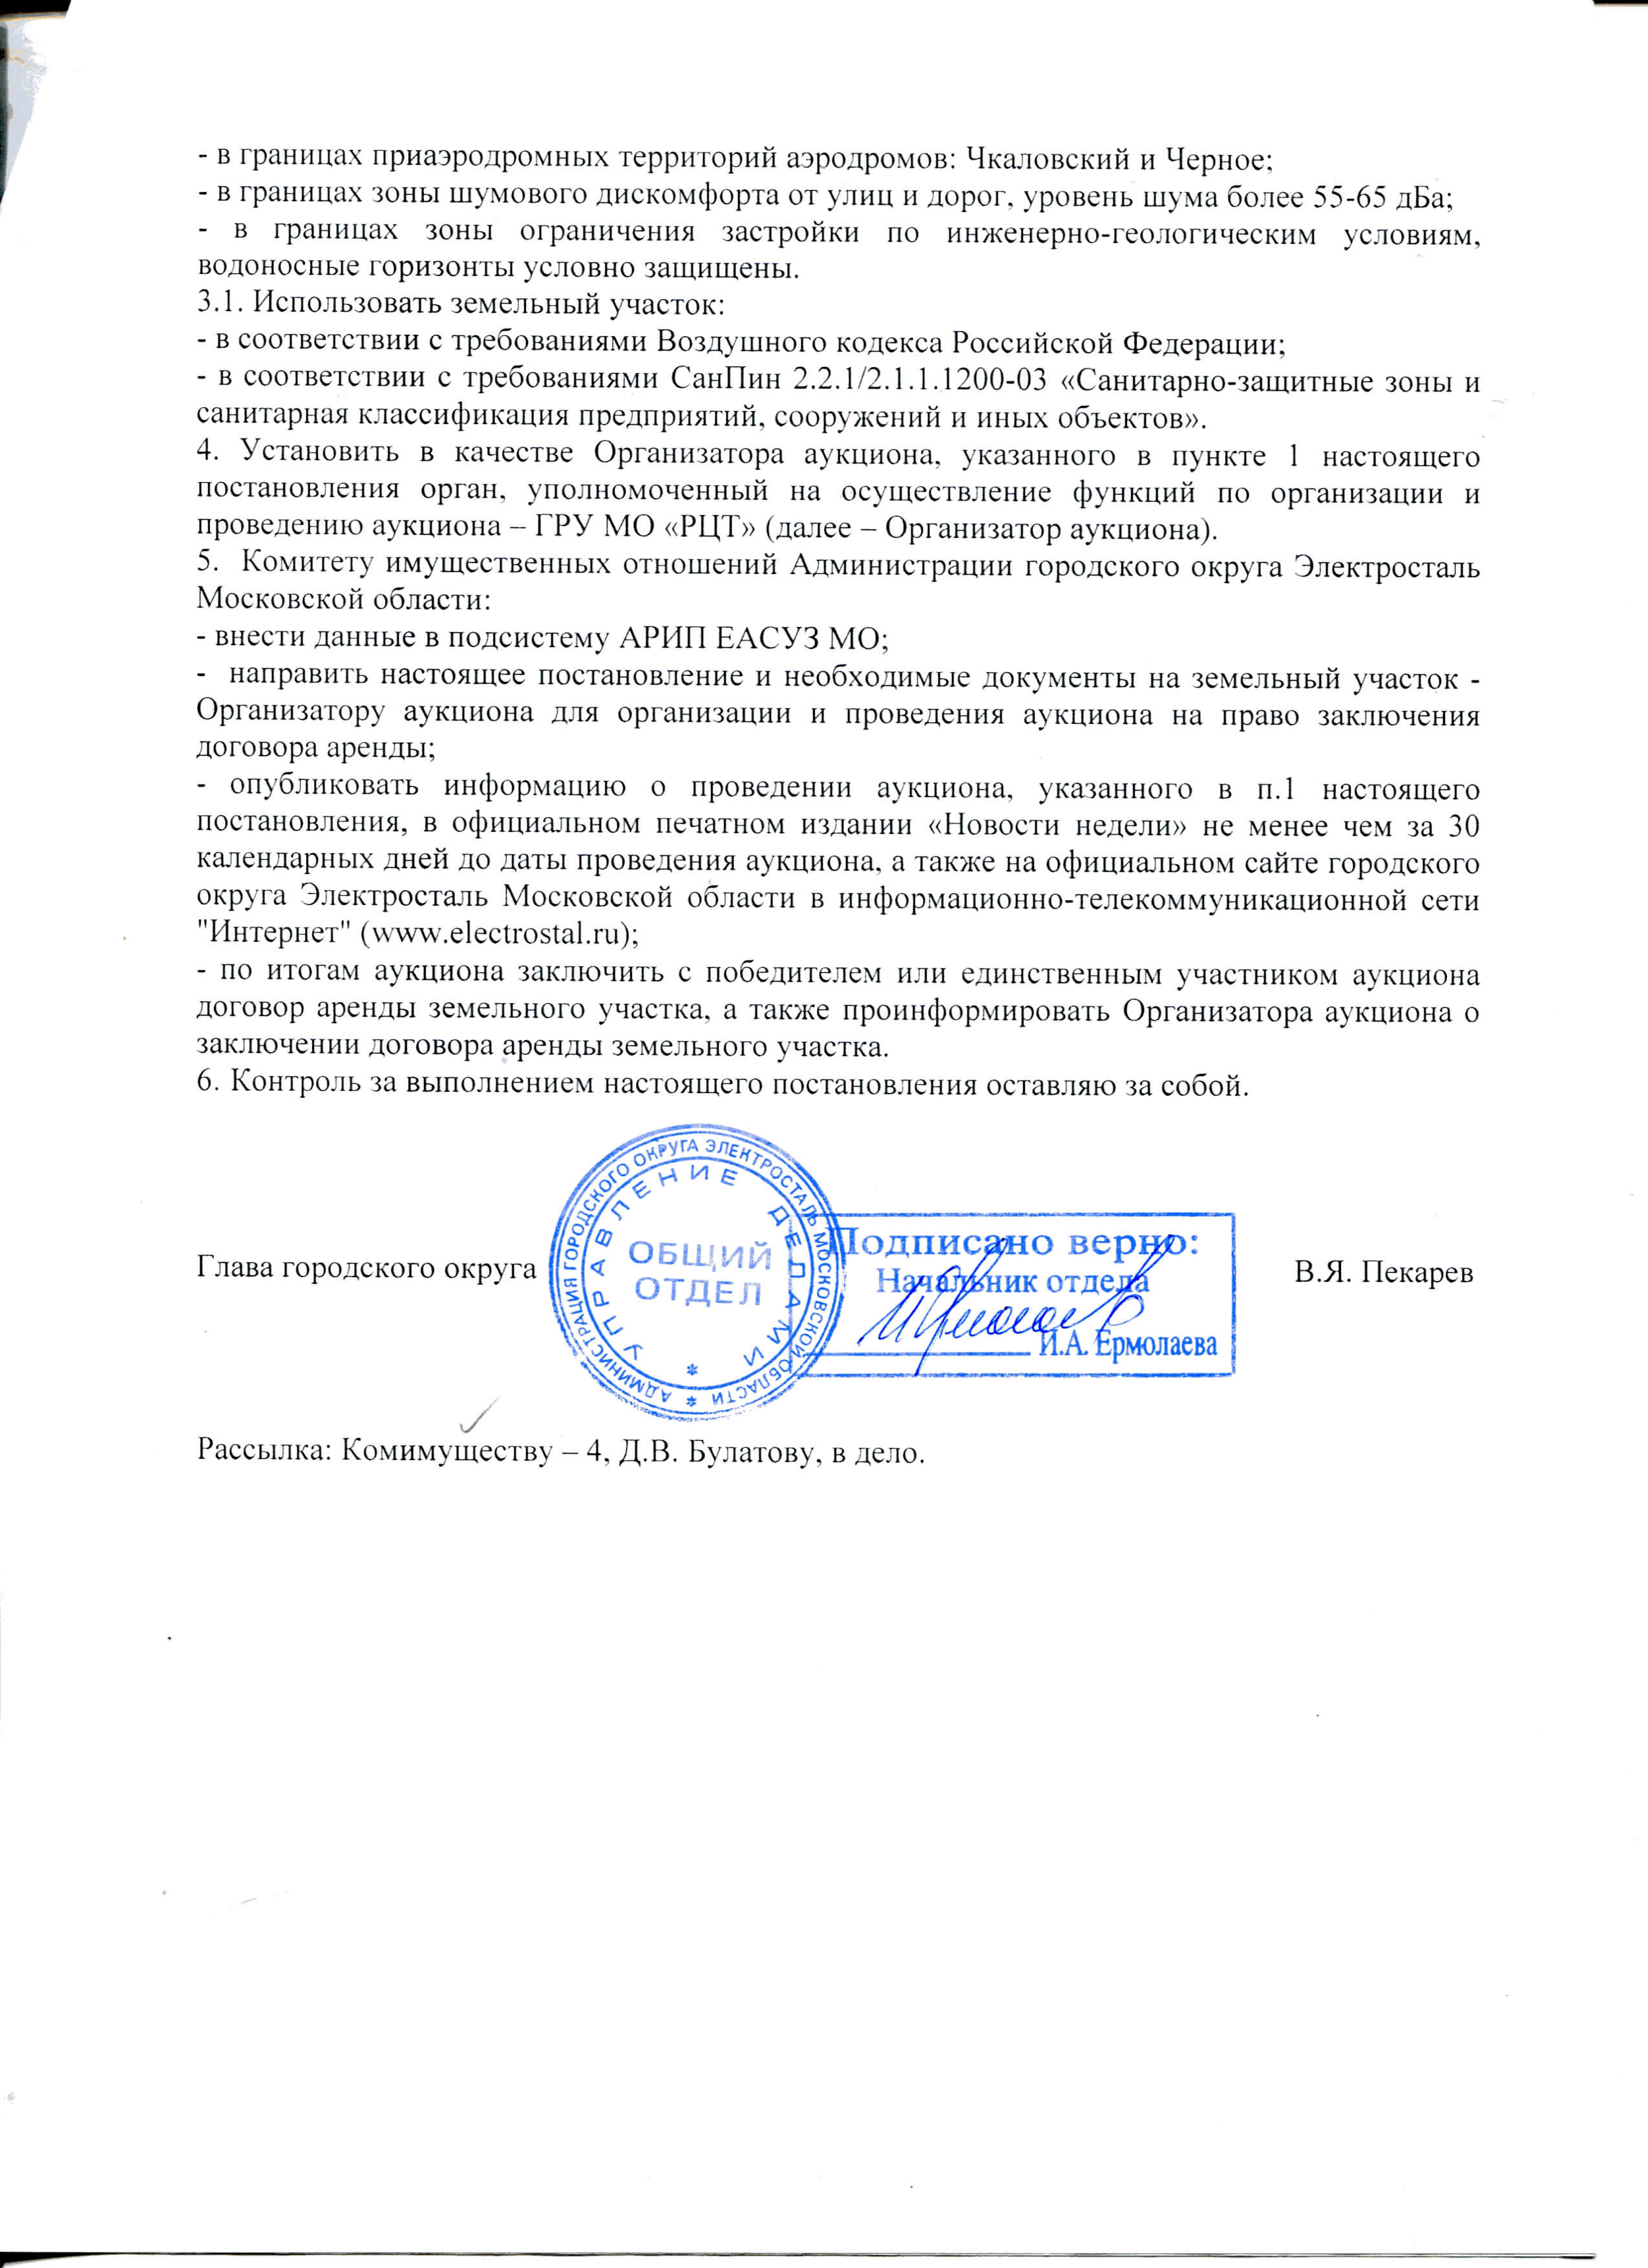 - в границах приаэродромных территорий аэродромов: Чкаловский и Черное;
- в границах зоны шумового дискомфорта от улиц и дорог, уровень шума более 55-65 дБа;
- в границах зоны ограничения застройки по инженерно-геологическим условиям,
водоносные горизонты условно защищены.
3.1. Использовать земельный участок:
- в соответствии с требованиями Воздушного кодекса Российской Федерации;
- в соответствии с требованиями СанПин 2.2.1/2.1.1.1200-03 «Санитарно-защитные зоны и
санитарная классификация предприятий, сооружений и иных объектов».
4. Установить в качестве Организатора аукциона, указанного в пункте 1 настоящего
постановления орган, уполномоченный на осуществление функций по организации и
проведению аукциона – ГРУ МО «РЦТ» (далее – Организатор аукциона).
5. Комитету имущественных отношений Администрации городского округа Электросталь
Московской области:
- внести данные в подсистему АРИП ЕАСУЗ МО;
- направить настоящее постановление и необходимые документы на земельный участок -
Организатору аукциона для организации и проведения аукциона на право заключения
договора аренды;
- опубликовать информацию о проведении аукциона, указанного в п.1 настоящего
постановления, в официальном печатном издании «Новости недели» не менее чем за 30
календарных дней до даты проведения аукциона, а также на официальном сайте городского
округа Электросталь Московской области в информационно-телекоммуникационной сети
"Интернет" (www.electrostal.ru);
- по итогам аукциона заключить с победителем или единственным участником аукциона
договор аренды земельного участка, а также проинформировать Организатора аукциона о
заключении договора аренды земельного участка.
6. Контроль за выполнением настоящего постановления оставляю за собой.
Глава городского округа
АДМИНИСТРАЦИЯ ГОРОДСКОГО ОКРУГА ЭЛЕКТРОСТАЛЬ МОСКОВСКОЙ ОБЛАСТИ *
УПРАВЛЕНИЕ ДЕЛАМИ *
ОБЩИЙ
ОТДЕЛ
Подписано верно:
Начальник отдела
И.А. Ермолаева
В.Я. Пекарев
Рассылка: Комимуществу – 4, Д.В. Булатову, в дело.